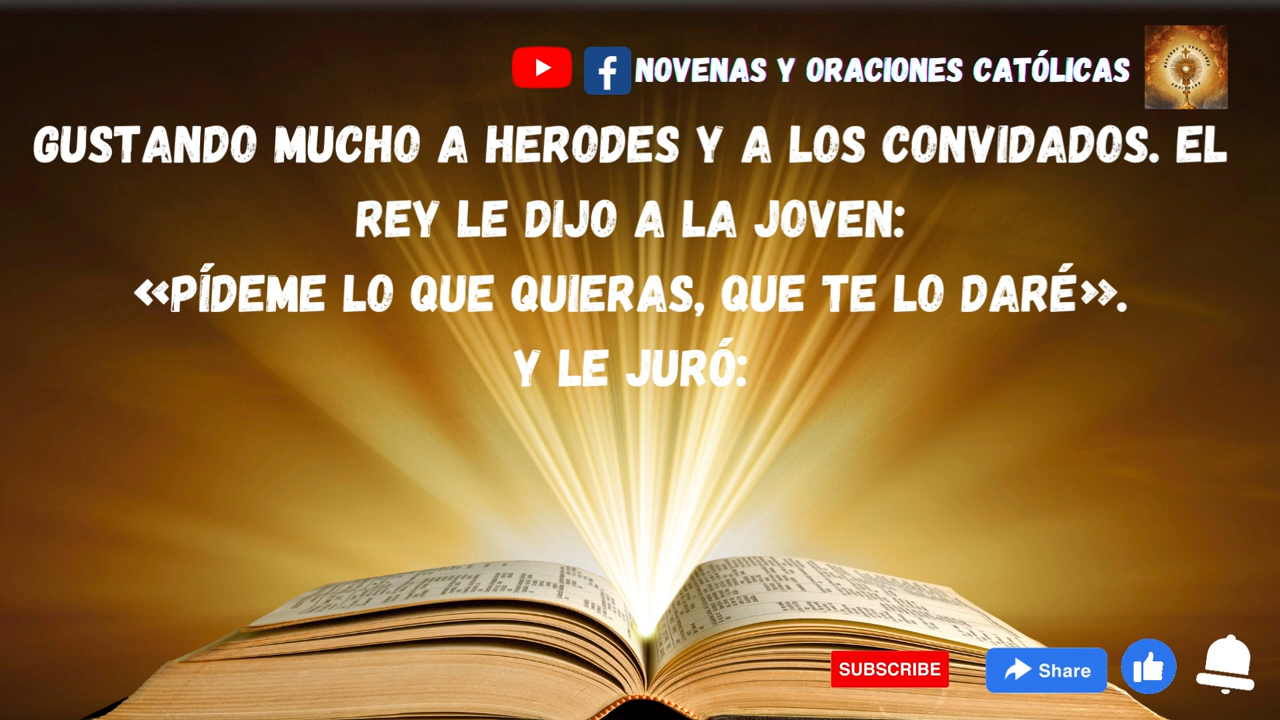 NOVENAS Y ORACIONES CATÓLICAS
GUSTANDO MUCHO A HERODES Y A LOS CONVIDADOS. EL
REY LE DIJO A LA JOVEN:
«PÍDEME LO QUE QUIERAS, QUE TE LO DARÉ».
Y LE JURÓ:
SUBSCRIBE
Share